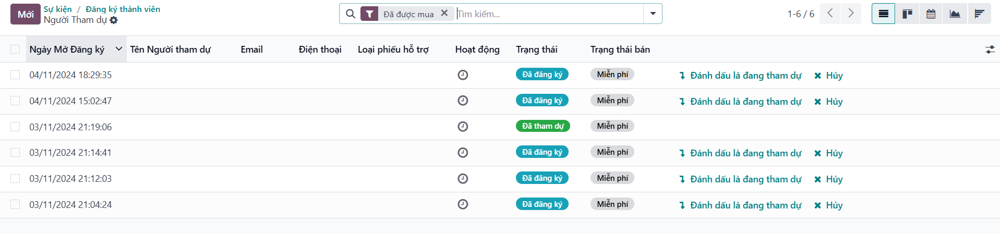 Mới Sự kiện / Đăng ký thành viên
Người Tham dự
Đã được mua Tìm kiếm... 1-6 / 6
Ngày Mở Đăng ký Tên Người tham dự Email Điện thoại Loại phiếu hỗ trợ Hoạt động Trạng thái Trạng thái bán
04/11/2024 18:29:35 Đã đăng ký Miễn phí Đánh dấu là đang tham dự Hủy
04/11/2024 15:02:47 Đã đăng ký Miễn phí Đánh dấu là đang tham dự Hủy
03/11/2024 21:19:06 Đã tham dự Miễn phí
03/11/2024 21:14:41 Đã đăng ký Miễn phí Đánh dấu là đang tham dự Hủy
03/11/2024 21:12:03 Đã đăng ký Miễn phí Đánh dấu là đang tham dự Hủy
03/11/2024 21:04:24 Đã đăng ký Miễn phí Đánh dấu là đang tham dự Hủy